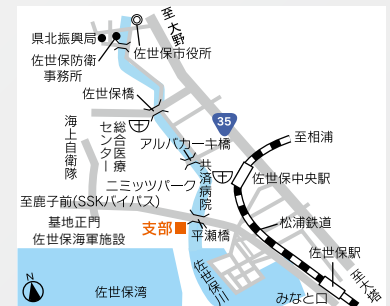 至大野
県北振興局
佐世保市役所
佐世保防衛
事務所
佐世保橋
35
海上自衛隊
総合医療
センター
アルバカーキ橋
至相浦
共済病院
佐世保中央駅
ニミッツパーク
至鹿子前(SSKバイパス)
松浦鉄道
基地正門
支部
平瀬橋
佐世保海軍施設
佐世保駅
佐世保川
至大塔
N
佐世保湾
みなと口